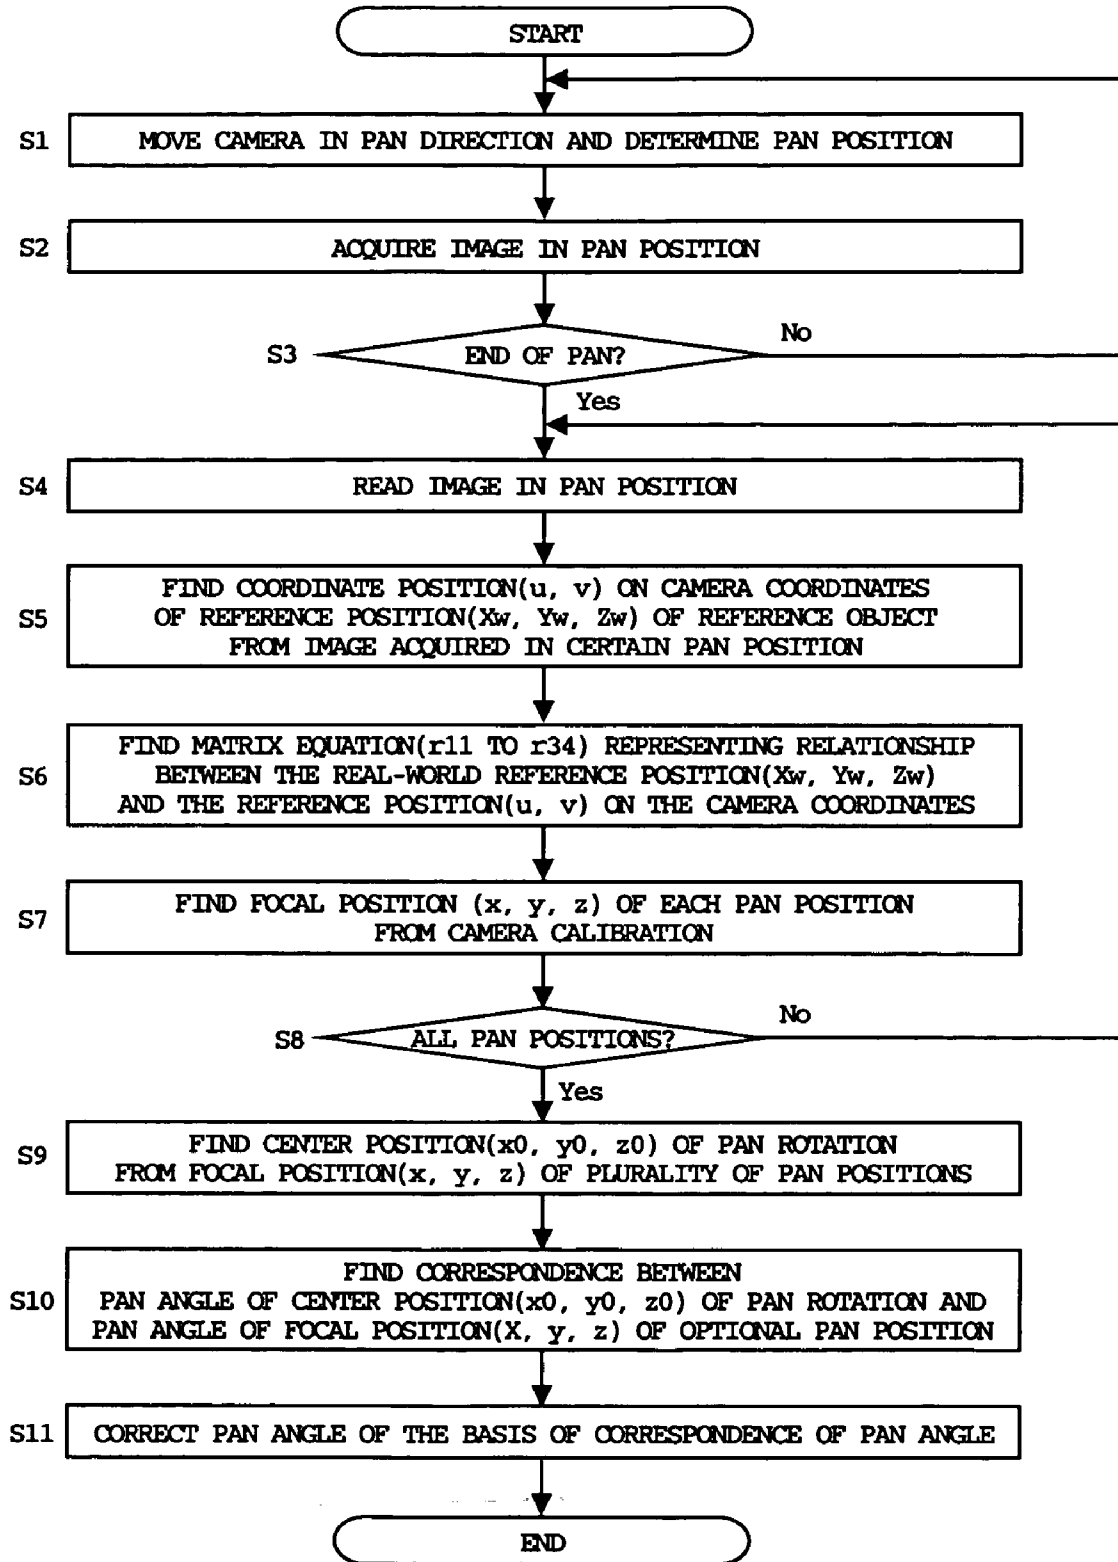 START
S1 MOVE CAMERA IN PAN DIRECTION AND DETERMINE PAN POSITION
S2 ACQUIRE IMAGE IN PAN POSITION
S3 END OF PAN? No
Yes
S4 READ IMAGE IN PAN POSITION
FIND COORDINATE POSITION(u, v) ON CAMERA COORDINATES
S5 OF REFERENCE POSITION(Xw, Yw, Zw) OF REFERENCE OBJECT
FROM IMAGE ACQUIRED IN CERTAIN PAN POSITION
FIND MATRIX EQUATION(r11 TO r34) REPRESENTING RELATIONSHIP
S6 BETWEEN THE REAL-WORLD REFERENCE POSITION(Xw, Yw, Zw)
AND THE REFERENCE POSITION(u, v) ON THE CAMERA COORDINATES
S7 FIND FOCAL POSITION (x, y, z) OF EACH PAN POSITION
FROM CAMERA CALIBRATION
S8 ALL PAN POSITIONS? No
Yes
S9 FIND CENTER POSITION(x0, y0, z0) OF PAN ROTATION
FROM FOCAL POSITION(x, y, z) OF PLURALITY OF PAN POSITIONS
FIND CORRESPONDENCE BETWEEN
S10 PAN ANGLE OF CENTER POSITION(x0, y0, z0) OF PAN ROTATION AND
PAN ANGLE OF FOCAL POSITION(X, y, z) OF OPTIONAL PAN POSITION
S11 CORRECT PAN ANGLE OF THE BASIS OF CORRESPONDENCE OF PAN ANGLE
END